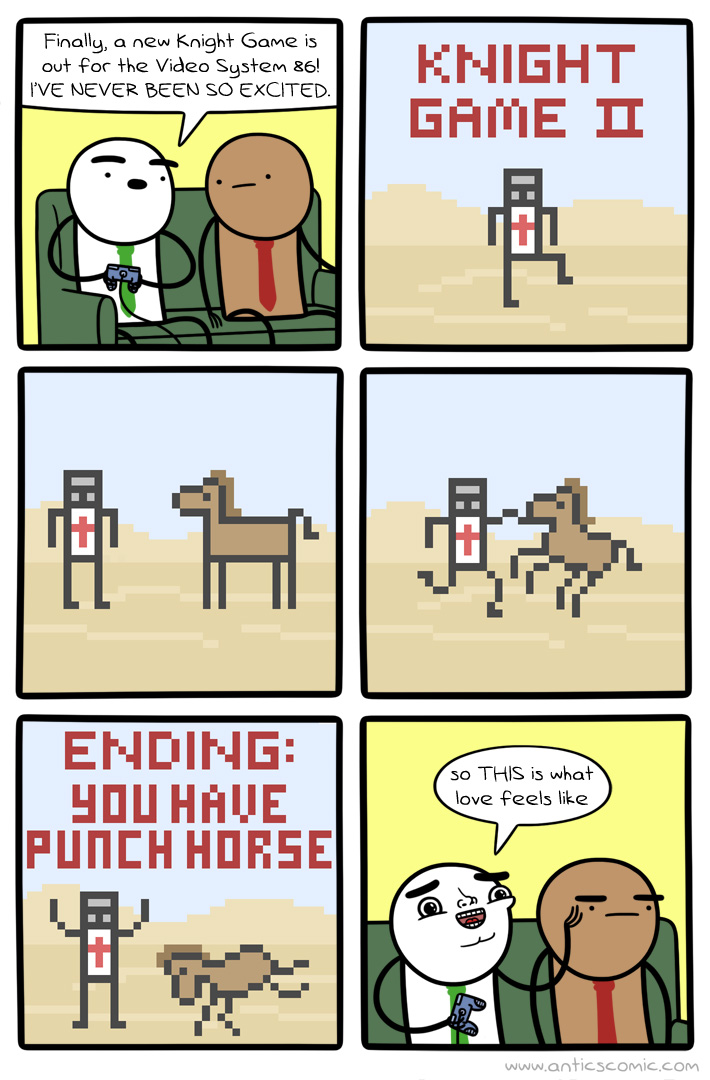 Finally, a new Knight Game is
out for the Video System 86!
I'VE NEVER BEEN SO EXCITED.
KNIGHT
GAME II
ENDING:
YOU HAVE
PUNCH HORSE
so THIS is what
love feels like
www.anticscomic.com